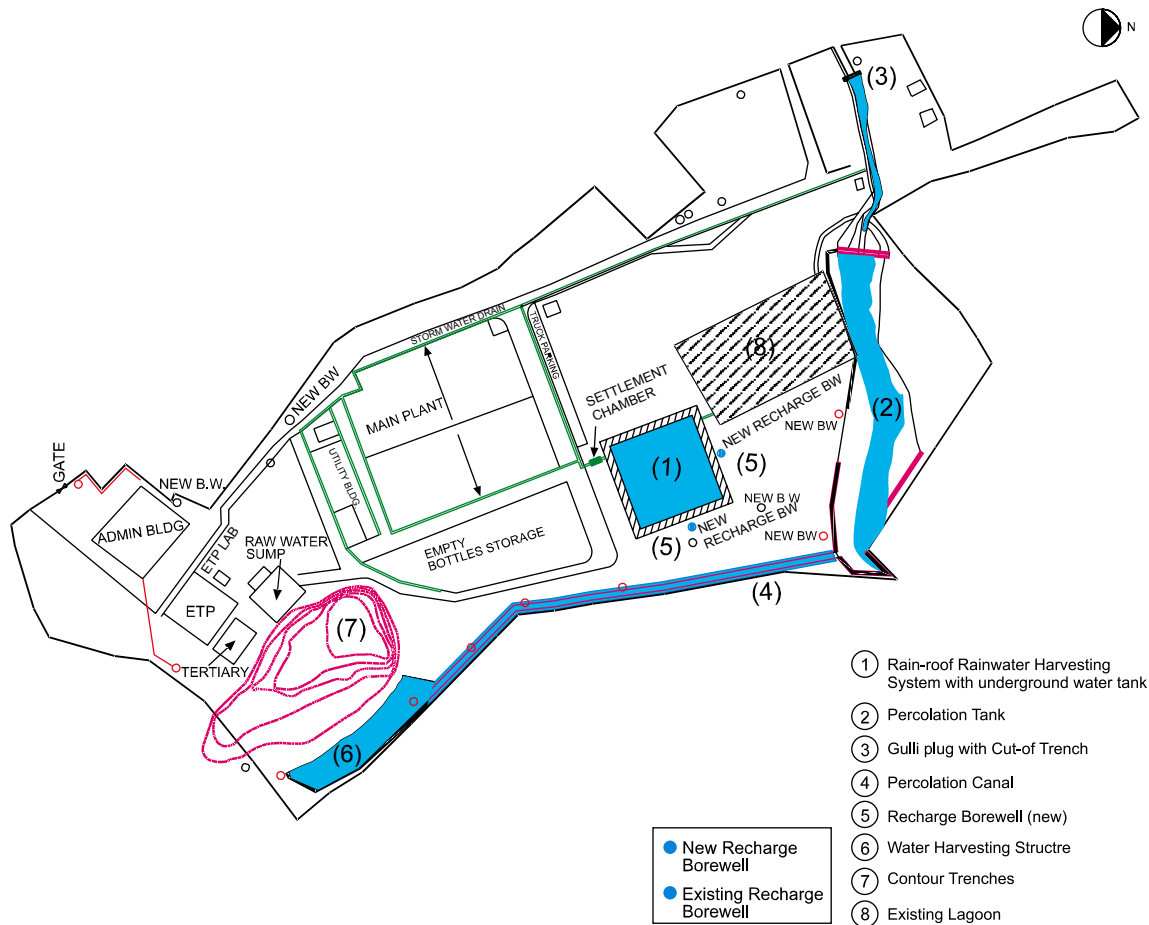 N
(3)
STORM WATER DRAIN
TRUCK PARKING
(8)
SETTLEMENT
CHAMBER
NEW BW
MAIN PLANT
(2)
NEW RECHARGE BW
NEW BW
(1)
(5)
GATE
UTILITY BLDG
NEW B.W.
NEW B W
NEW
RECHARGE BW
(5)
NEW BW
ADMIN BLDG
ETP LAB
RAW WATER
SUMP
EMPTY
BOTTLES STORAGE
(4)
ETP
(7)
TERTIARY
(6)
1 Rain-roof Rainwater Harvesting
System with underground water tank
2 Percolation Tank
3 Gulli plug with Cut-of Trench
4 Percolation Canal
5 Recharge Borewell (new)
6 Water Harvesting Structre
7 Contour Trenches
8 Existing Lagoon
New Recharge
Borewell
Existing Recharge
Borewell